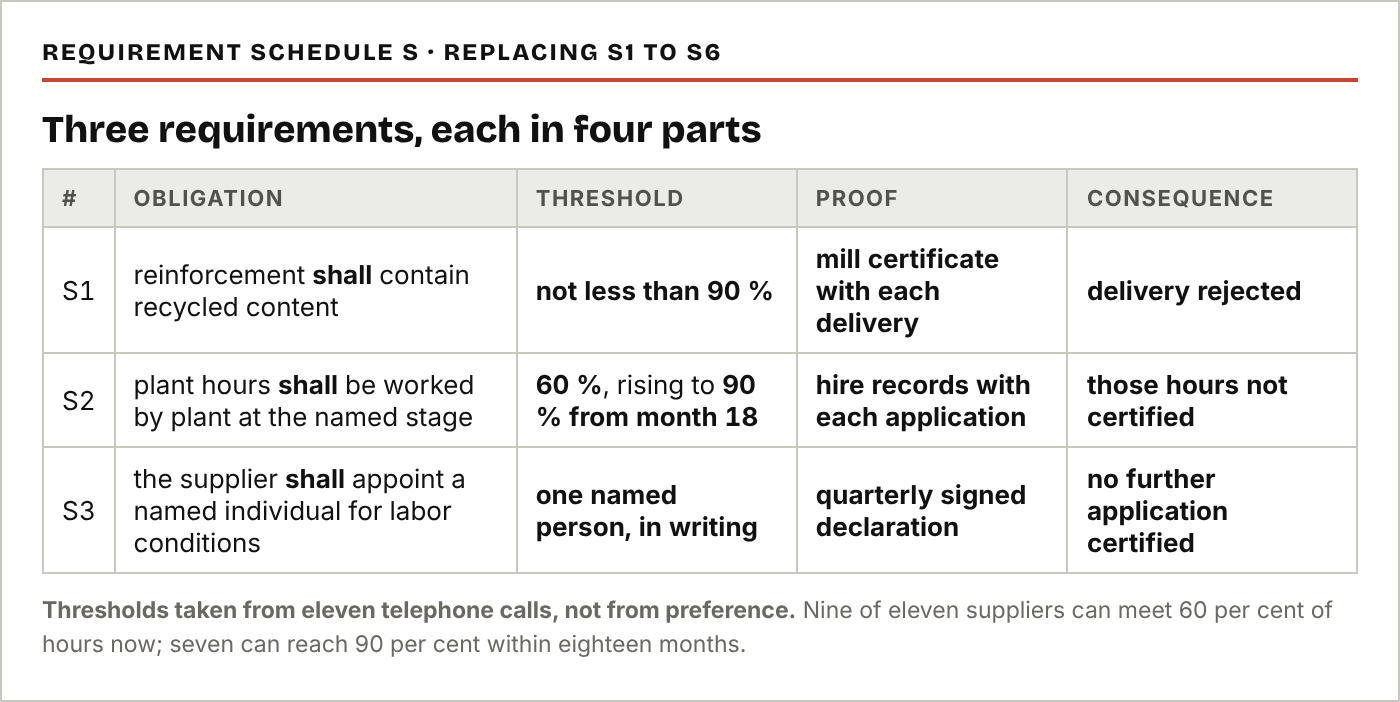 REQUIREMENT SCHEDULE S · REPLACING S1 TO S6
Three requirements, each in four parts
# OBLIGATION THRESHOLD PROOF CONSEQUENCE
S1
reinforcement shall contain
recycled content
not less than 90 %
mill certificate
with each
delivery
delivery rejected
S2
plant hours shall be worked
by plant at the named stage
60 %, rising to 90
% from month 18
hire records with
each application
those hours not
certified
S3
the supplier shall appoint a
named individual for labor
conditions
one named
person, in writing
quarterly signed
declaration
no further
application
certified
Thresholds taken from eleven telephone calls, not from preference. Nine of eleven suppliers can meet 60 per cent of
hours now; seven can reach 90 per cent within eighteen months.